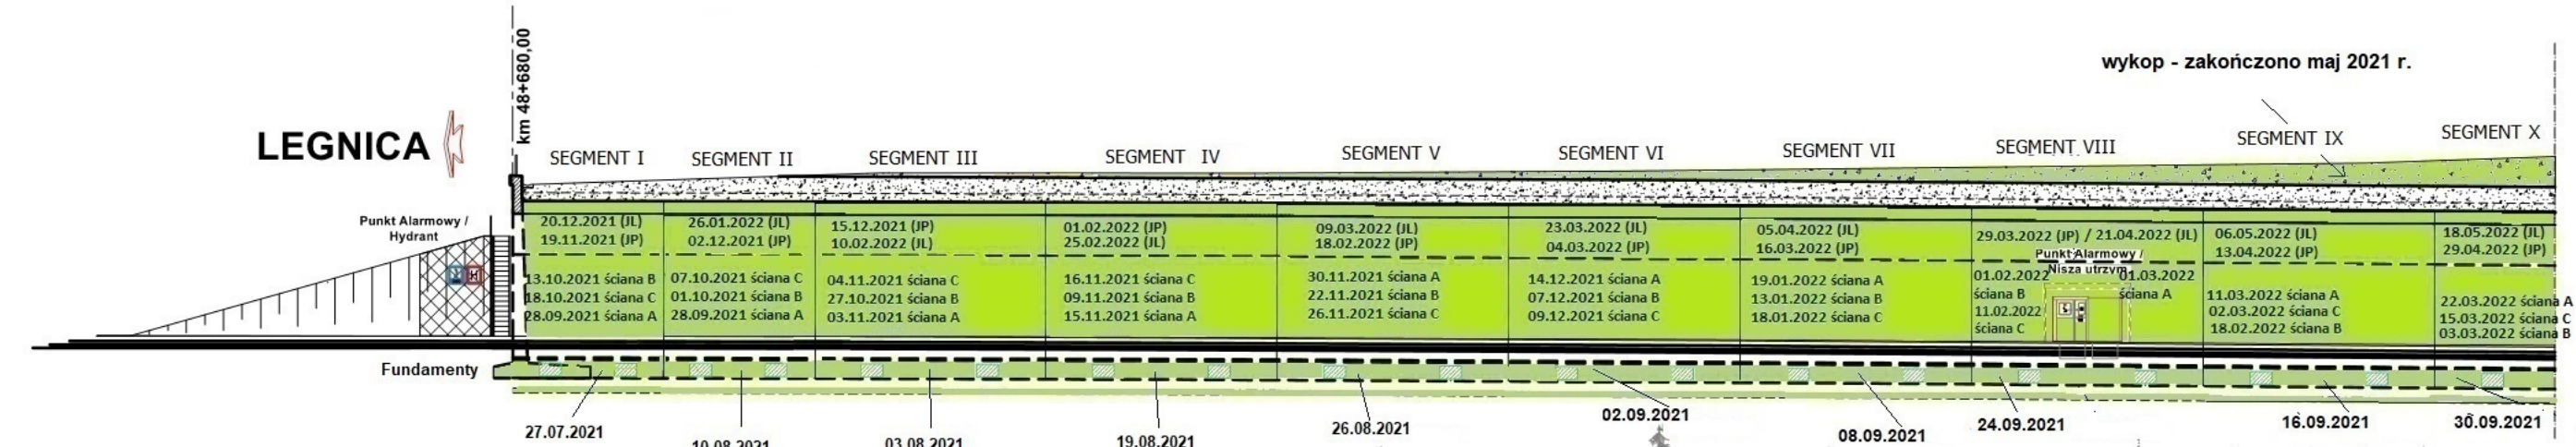 km 48+680,00
wykop - zakończono maj 2021 r.
LEGNICA
SEGMENT I
SEGMENT II
SEGMENT III
SEGMENT IV
SEGMENT V
SEGMENT VI
SEGMENT VII
SEGMENT VIII
SEGMENT IX
SEGMENT X
Punkt Alarmowy /
Hydrant
20.12.2021 (JL)
19.11.2021 (JP)
13.10.2021 ściana B
18.10.2021 ściana C
28.09.2021 ściana A
26.01.2022 (JL)
02.12.2021 (JP)
07.10.2021 ściana C
01.10.2021 ściana B
28.09.2021 ściana A
15.12.2021 (JP)
10.02.2022 (JL)
04.11.2021 ściana C
27.10.2021 ściana B
03.11.2021 ściana A
01.02.2022 (JP)
25.02.2022 (JL)
16.11.2021 ściana C
09.11.2021 ściana B
15.11.2021 ściana A
09.03.2022 (JL)
18.02.2022 (JP)
30.11.2021 ściana A
22.11.2021 ściana B
26.11.2021 ściana C
23.03.2022 (JL)
04.03.2022 (JP)
14.12.2021 ściana A
07.12.2021 ściana B
09.12.2021 ściana C
05.04.2022 (JL)
16.03.2022 (JP)
19.01.2022 ściana A
13.01.2022 ściana B
18.01.2022 ściana C
29.03.2022 (JP) / 21.04.2022 (JL)
Punkt Alarmowy /
Nisza utrzym.
01.02.2022
ściana B
11.02.2022
ściana C
01.03.2022
ściana A
06.05.2022 (JL)
13.04.2022 (JP)
11.03.2022 ściana A
02.03.2022 ściana C
18.02.2022 ściana B
18.05.2022 (JL)
29.04.2022 (JP)
22.03.2022 ściana A
15.03.2022 ściana C
03.03.2022 ściana B
Fundamenty
27.07.2021
10.08.2021
03.08.2021
19.08.2021
26.08.2021
02.09.2021
08.09.2021
24.09.2021
16.09.2021
30.09.2021